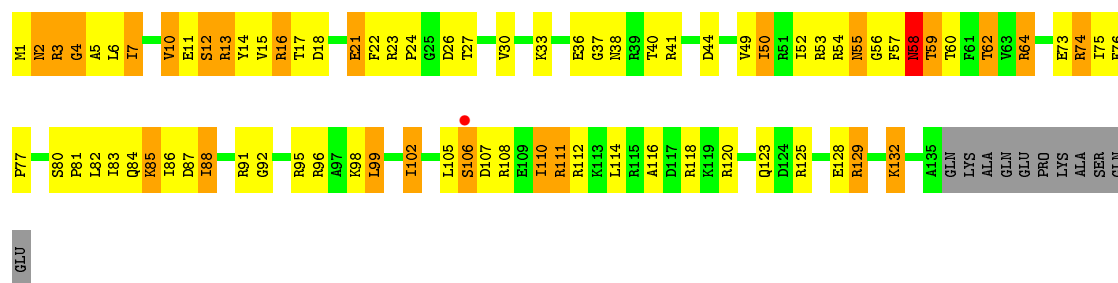 M1 N2 R3 G4 A5 L6 I7 V10 E11 S12 R13 Y14 V15 R16 T17 D18 E21 F22 R23 P24 G25 D26 T27 V30 K33 E36 G37 N38 R39 T40 R41 D44 V49 I50 R51 I52 R53 R54 N55 G56 F57 N58 T59 T60 F61 T62 V63 R64 E73 R74 I75 F76
P77 S80 P81 L82 I83 Q84 K85 I86 D87 I88 R91 G92 R95 R96 A97 K98 L99 I102 L105 S106 D107 R108 E109 I110 R111 R112 K113 L114 R115 A116 D117 R118 K119 R120 Q123 D124 R125 E128 R129 K132 A135 GLN LYS ALA GLN GLU PRO LYS ALA SER GLN
GLU